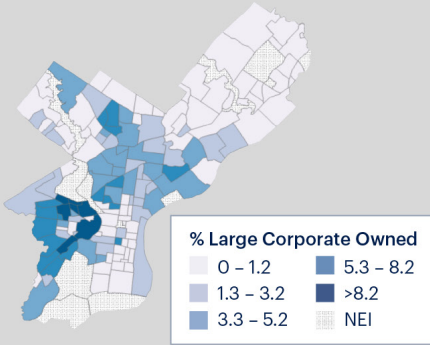 % Large Corporate Owned
0 – 1.2
5.3 – 8.2
1.3 – 3.2
>8.2
3.3 – 5.2
NEI